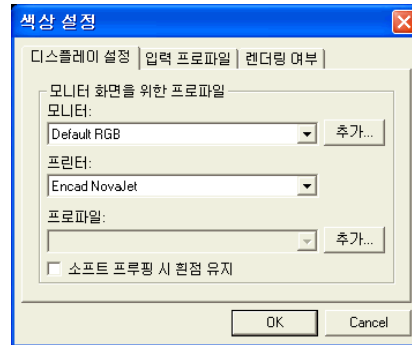 색상 설정
디스플레이 설정 입력 프로파일 렌더링 여부
모니터 화면을 위한 프로파일
모니터:
Default RGB 추가...
프린터:
Encad NovaJet
프로파일:
추가...
소프트 프루핑 시 흰점 유지
OK Cancel